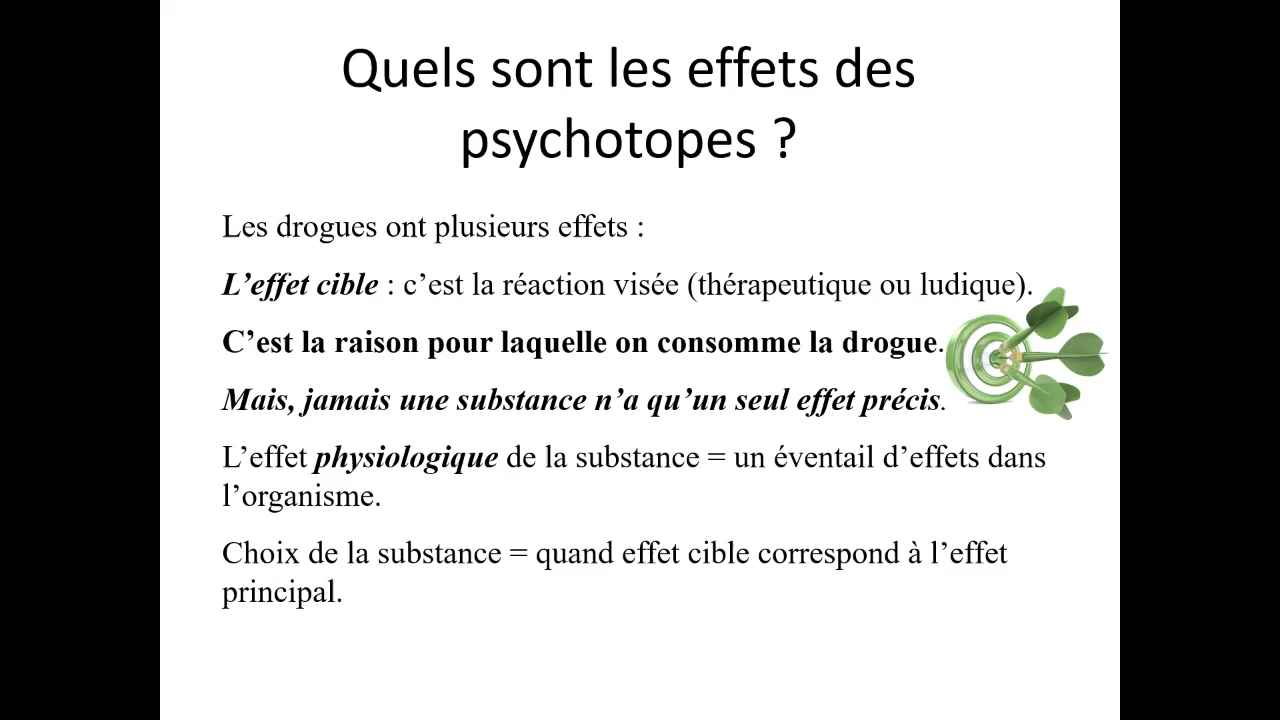 Quels sont les effets des
psychotopes ?
Les drogues ont plusieurs effets :
L’effet cible : c’est la réaction visée (thérapeutique ou ludique).
C’est la raison pour laquelle on consomme la drogue.
Mais, jamais une substance n’a qu’un seul effet précis.
L’effet physiologique de la substance = un éventail d’effets dans
l’organisme.
Choix de la substance = quand effet cible correspond à l’effet
principal.